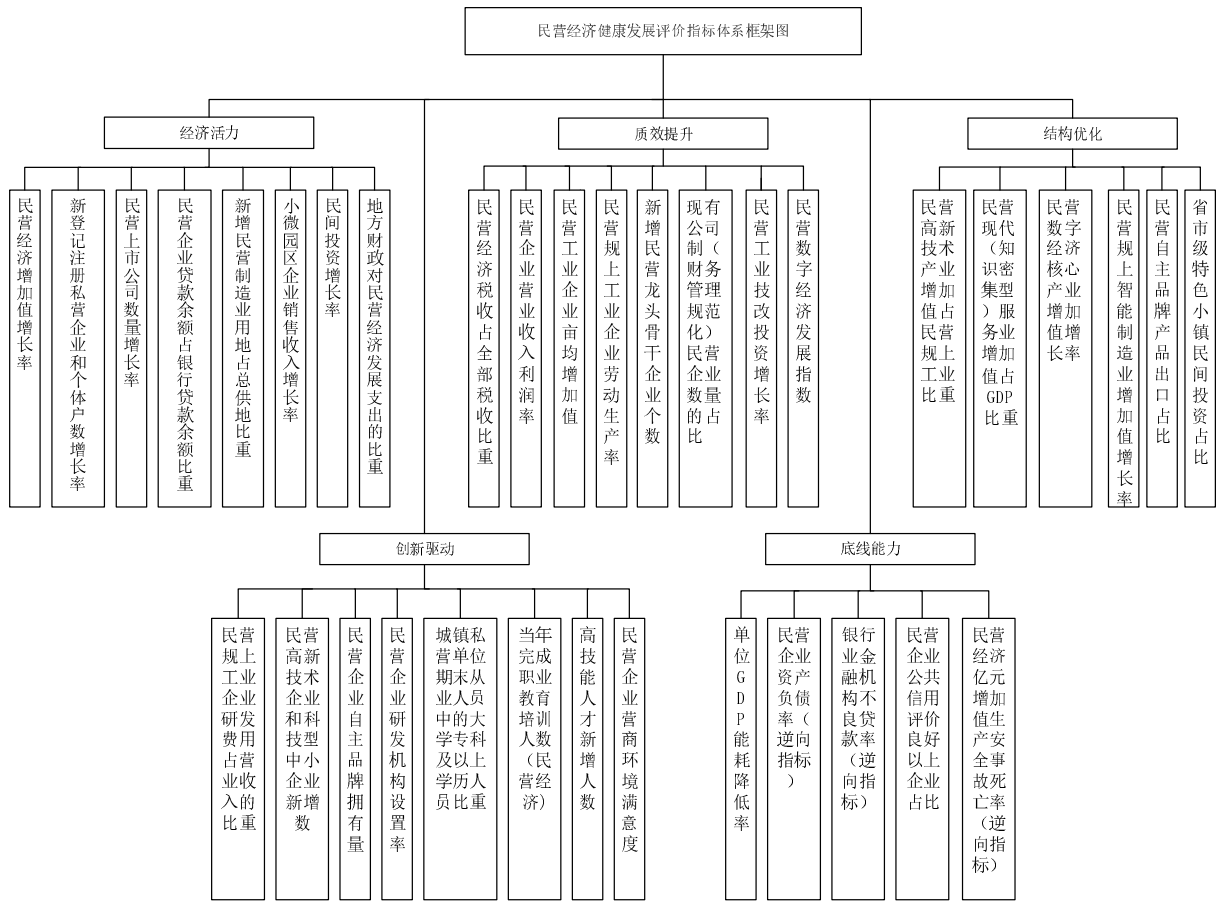 民营经济健康发展评价指标体系框架图
经济活力
质效提升
结构优化
民营经济增加值增长率
新登记注册私营企业和个体户数增长率
民营上市公司数量增长率
民营企业贷款余额占银行贷款余额比重
新增民营制造业用地占总供地比重
小微园区企业销售收入增长率
民间投资增长率
地方财政对民营经济发展支出的比重
民营经济税收占全部税收比重
民营企业营业收入利润率
民营工业企业亩均增加值
民营规上工业企业劳动生产率
新增民营龙头骨干企业个数
现有公司制（财务管理规范化）民营企业数量的占比
民营工业技改投资增长率
民营数字经济发展指数
民营高新技术产业增加值占民营规上工业比重
民营现代（知识密集型）服务业增加值占GDP比重
民营数字经济核心产业增加值增长率
民营规上智能制造业增加值增长率
民营自主品牌产品出口占比
省市级特色小镇民间投资占比
创新驱动
底线能力
民营规上工业企业研发费用占营业收入的比重
民营高新技术企业和科技型中小企业新增数
民营企业自主品牌拥有量
民营企业研发机构设置率
城镇私营单位期末从业人员中的大学专科及以上学历人员比重
当年完成职业教育培训人数（民营经济）
高技能人才新增人数
民营企业营商环境满意度
单位GDP能耗降低率
民营企业资产负债率（逆向指标）
银行业金融机构不良贷款率（逆向指标）
民营企业公共信用评价良好以上企业占比
民营经济亿元增加值生产安全事故死亡率（逆向指标）